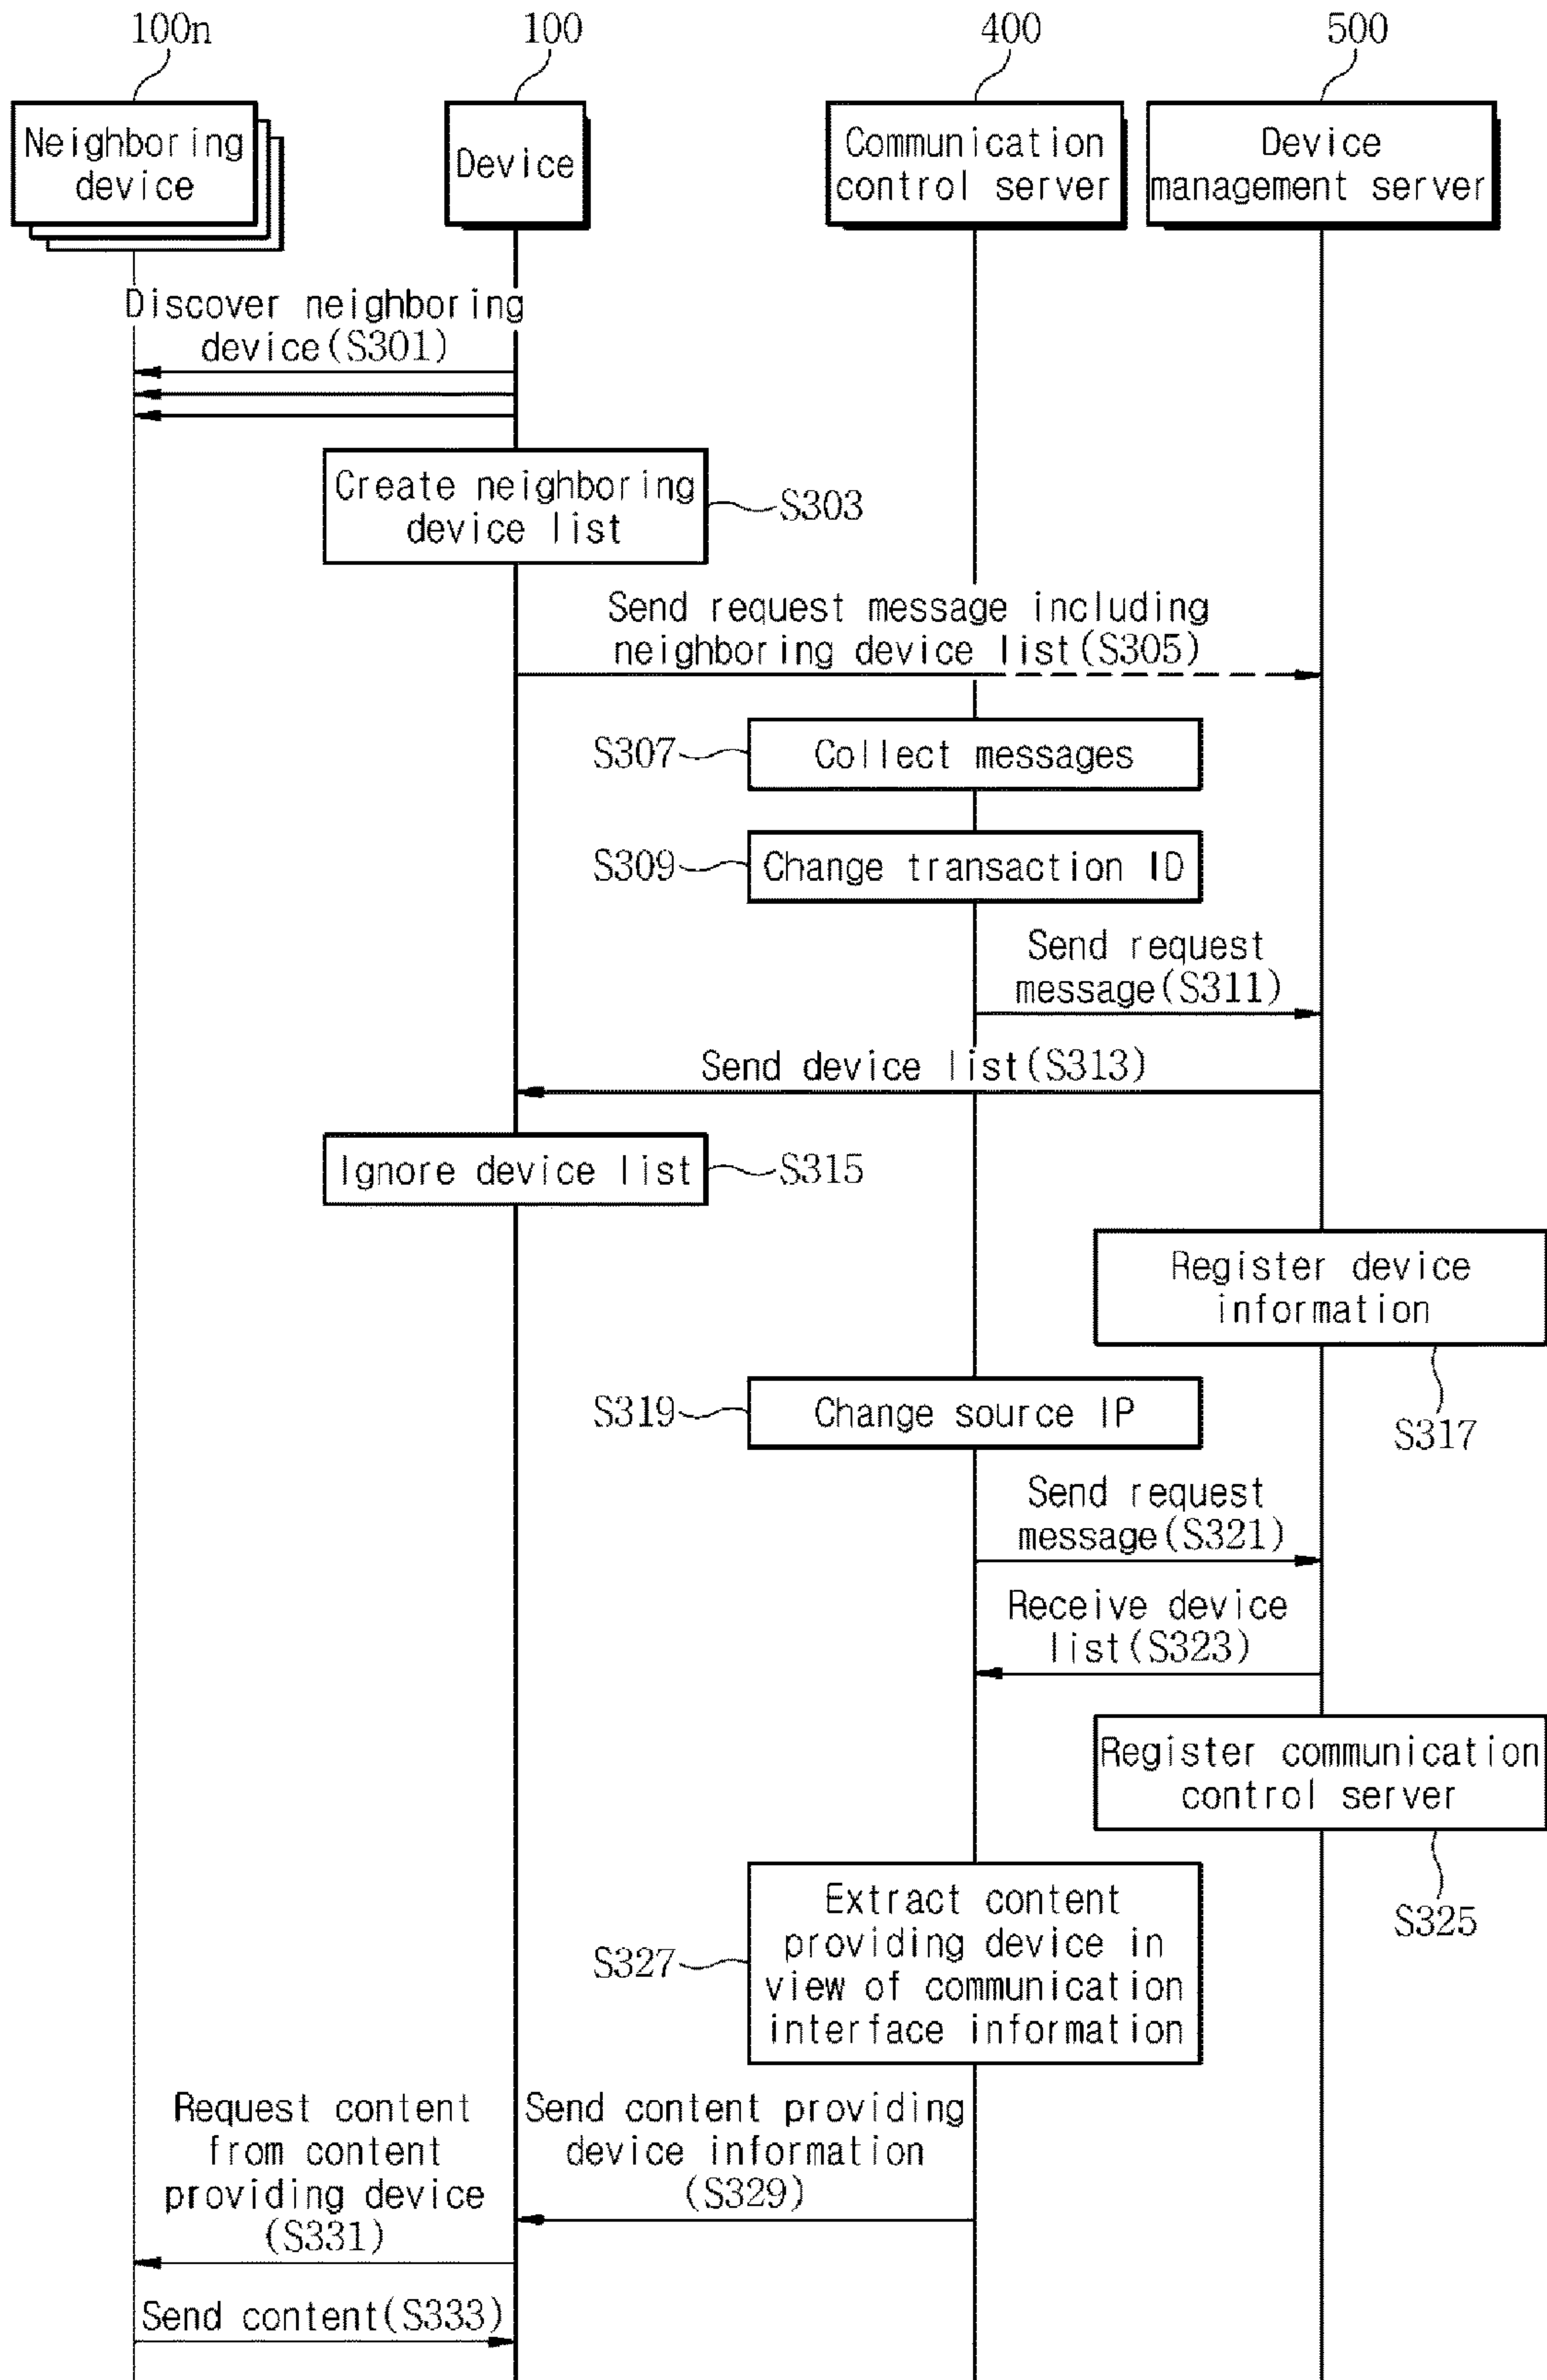 100n
100
400
500
Neighboring
device
Device
Communication
control server
Device
management server
Discover neighboring
device(S301)
Create neighboring
device list
S303
Send request message including
neighboring device list(S305)
S307
Collect messages
S309
Change transaction ID
Send request
message(S311)
Send device list(S313)
Ignore device list
S315
Register device
information
S317
S319
Change source IP
Send request
message(S321)
Receive device
list(S323)
Register communication
control server
S325
S327
Extract content
providing device in
view of communication
interface information
Send content providing
device information
(S329)
Request content
from content
providing device
(S331)
Send content(S333)